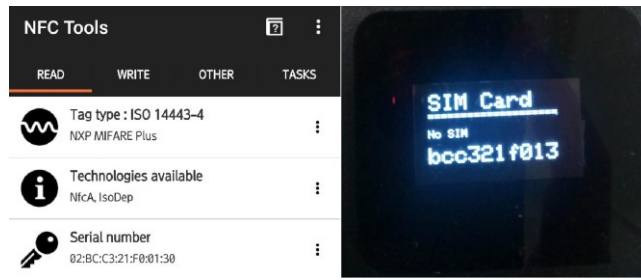 NFC Tools
READ WRITE OTHER TASKS
Tag type : ISO 14443-4
NXP MIFARE Plus
Technologies available
NfcA, IsoDep
Serial number
02:BC:C3:21:F0:01:30
SIM Card
No SIM
bcc321f013